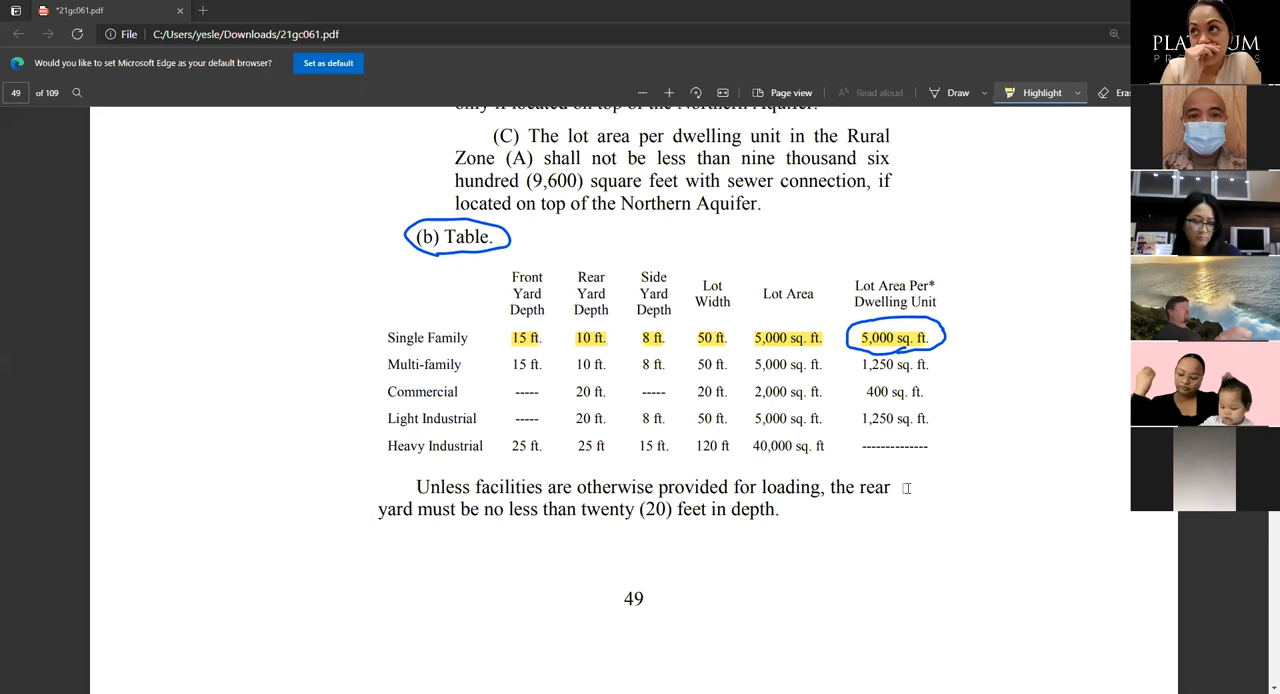 *21gc061.pdf
File C:/Users/yesle/Downloads/21gc061.pdf
Would you like to set Microsoft Edge as your default browser? Set as default
49 of 109 Page view Read aloud Draw Highlight
only if located on top of the Northern Aquifer.
(C) The lot area per dwelling unit in the Rural
Zone (A) shall not be less than nine thousand six
hundred (9,600) square feet with sewer connection, if
located on top of the Northern Aquifer.
(b) Table.
Front Yard Depth Rear Yard Depth Side Yard Depth Lot Width Lot Area Lot Area Per* Dwelling Unit
Single Family 15 ft. 10 ft. 8 ft. 50 ft. 5,000 sq. ft. 5,000 sq. ft.
Multi-family 15 ft. 10 ft. 8 ft. 50 ft. 5,000 sq. ft. 1,250 sq. ft.
Commercial ----- 20 ft. ----- 20 ft. 2,000 sq. ft. 400 sq. ft.
Light Industrial ----- 20 ft. 8 ft. 50 ft. 5,000 sq. ft. 1,250 sq. ft.
Heavy Industrial 25 ft. 25 ft 15 ft. 120 ft 40,000 sq. ft --------------
Unless facilities are otherwise provided for loading, the rear
yard must be no less than twenty (20) feet in depth.
49